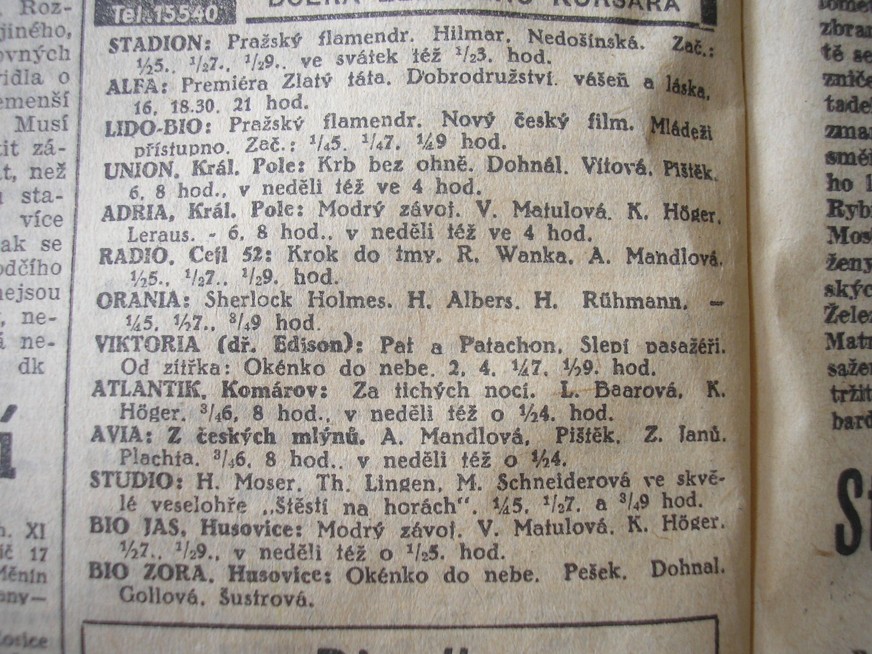 Tel. 15540
STADION: Pražský flamendr. Hilmar, Nedošínská. Zač.:
½5., ½7., ½9., ve svátek též ½3. hod.
ALFA: Premiéra Zlatý táta. Dobrodružství, vášeň a láska,
16, 18.30, 21 hod.
LIDO-BIO: Pražský flamendr. Nový český film. Mládeži
přístupno. Zač.: ¼5. ¼7. ¼9 hod.
UNION, Král. Pole: Krb bez ohně. Dohnal. Vítová, Pištěk.
6, 8 hod., v neděli též ve 4 hod.
ADRIA, Král. Pole: Modrý závoj. V. Matulová, K. Höger,
Leraus. - 6, 8 hod., v neděli též ve 4 hod.
RADIO, Cejl 52: Krok do tmy. R. Wanka, A. Mandlová.
½5., ½7., ½9. hod.
ORANIA: Sherlock Holmes. H. Albers, H. Rühmann. –
¼5, ½7., ¾9 hod.
VIKTORIA (dř. Edison): Pat a Patachon, Slepí pasažéři.
Od zítřka: Okénko do nebe. 2, 4, ¼7, ½9. hod.
ATLANTIK, Komárov: Za tichých nocí. L. Baarová, K.
Höger. ¾6, 8 hod., v neděli též o ½4. hod.
AVIA: Z českých mlýnů. A. Mandlová, Pištěk, Z. Janů,
Plachta. ¾6, 8 hod., v neděli též o ½4.
STUDIO: H. Moser, Th. Lingen, M. Schneiderová ve skvě-
lé veselohře „Štěstí na horách". ¼5, ½7. a ¾9 hod.
BIO JAS, Husovice: Modrý závoj. V. Matulová, K. Höger.
½7., ½9., v neděli též o ½5. hod.
BIO ZORA, Husovice: Okénko do nebe. Pešek, Dohnal,
Gollová, Šustrová.